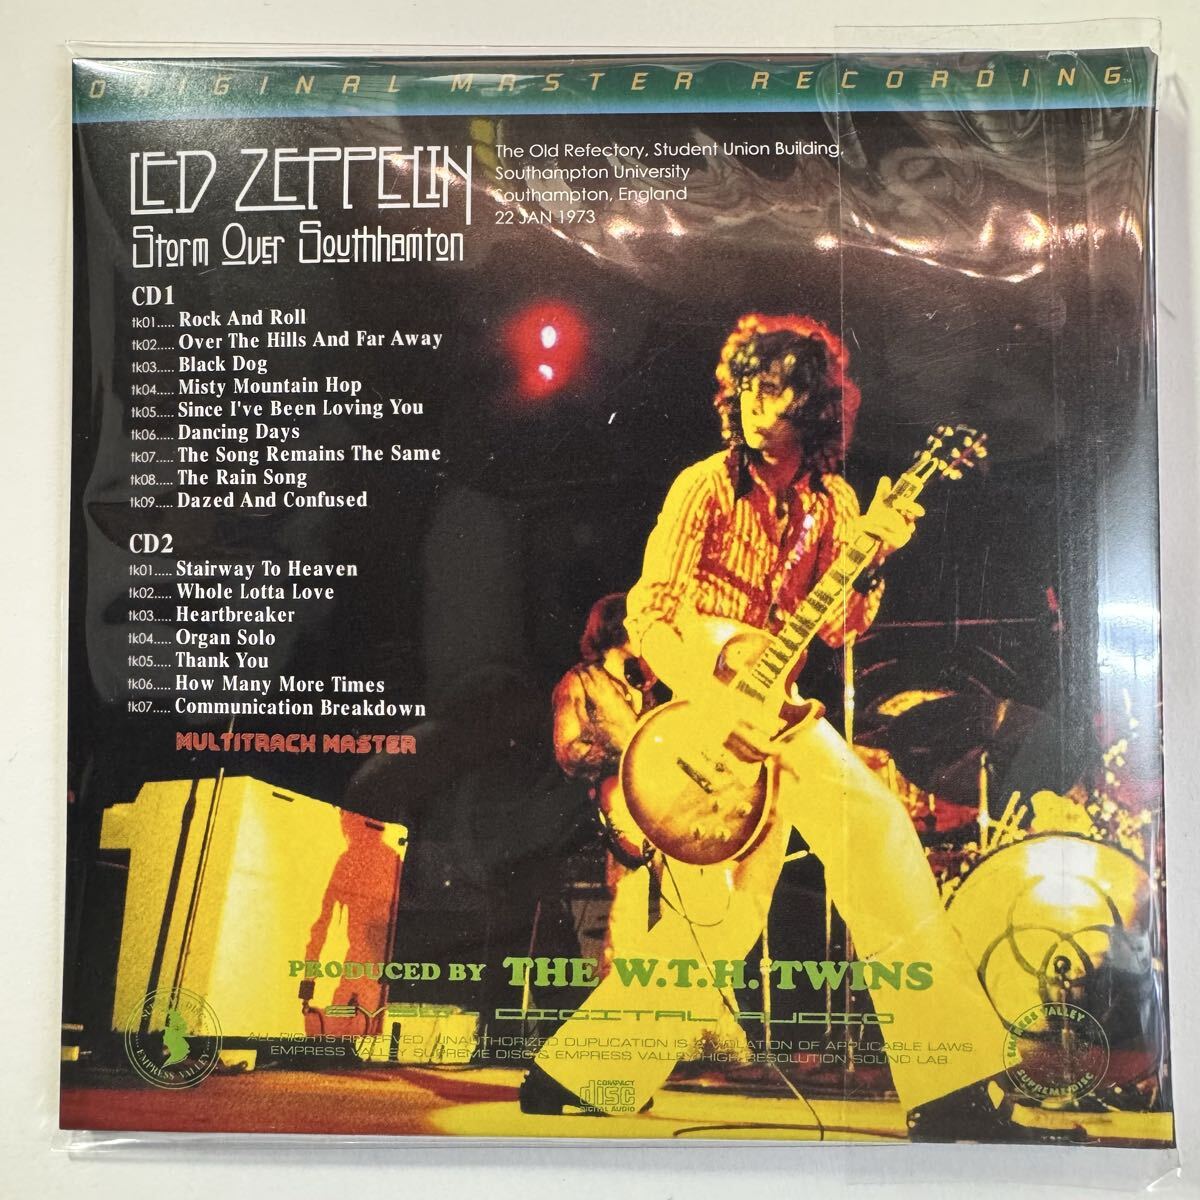 ORIGINAL MASTER RECORDING™
LED ZEPPELIN
Storm Over Southhamton
The Old Refectory, Student Union Building,
Southampton University
Southampton, England
22 JAN 1973
CD1
tk01..... Rock And Roll
tk02..... Over The Hills And Far Away
tk03..... Black Dog
tk04..... Misty Mountain Hop
tk05..... Since I've Been Loving You
tk06..... Dancing Days
tk07..... The Song Remains The Same
tk08..... The Rain Song
tk09..... Dazed And Confused
CD2
tk01..... Stairway To Heaven
tk02..... Whole Lotta Love
tk03..... Heartbreaker
tk04..... Organ Solo
tk05..... Thank You
tk06..... How Many More Times
tk07..... Communication Breakdown
MULTITRACK MASTER
PRODUCED BY THE W.T.H. TWINS
DIGITAL AUDIO
ALL RIGHTS RESERVED. UNAUTHORIZED DUPLICATION IS A VIOLATION OF APPLICABLE LAWS
EMPRESS VALLEY SUPREME DISC & EMPRESS VALLEY HIGH RESOLUTION SOUND LAB
EMPRESS VALLEY
EMPRESS VALLEY
SUPREME DISC
COMPACT
disc
DIGITAL AUDIO